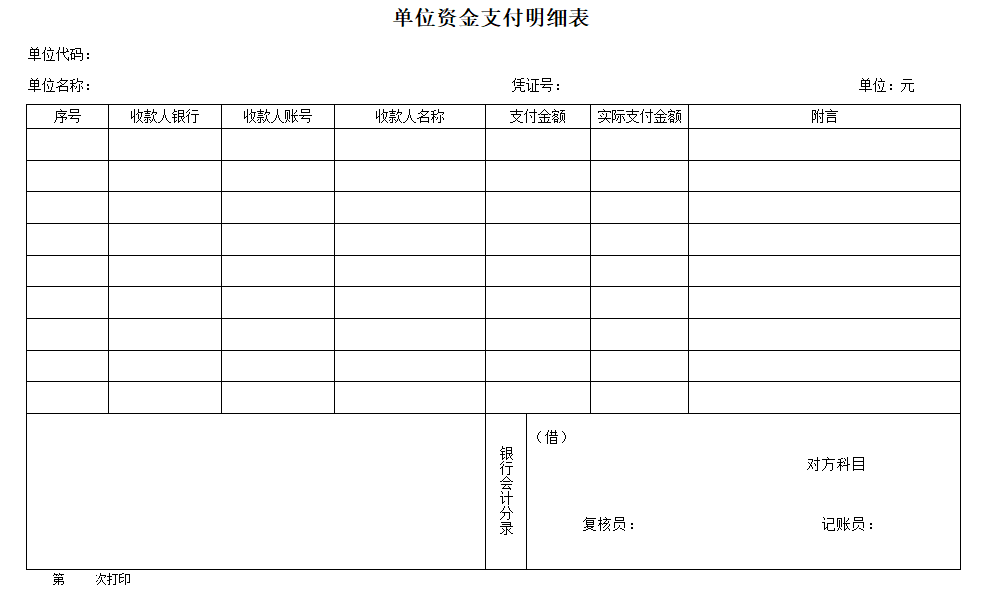 单位资金支付明细表
单位代码：
单位名称： 凭证号： 单位：元
序号 收款人银行 收款人账号 收款人名称 支付金额 实际支付金额 附言
银行会计分录
（借）
对方科目
复核员： 记账员：
第 次打印